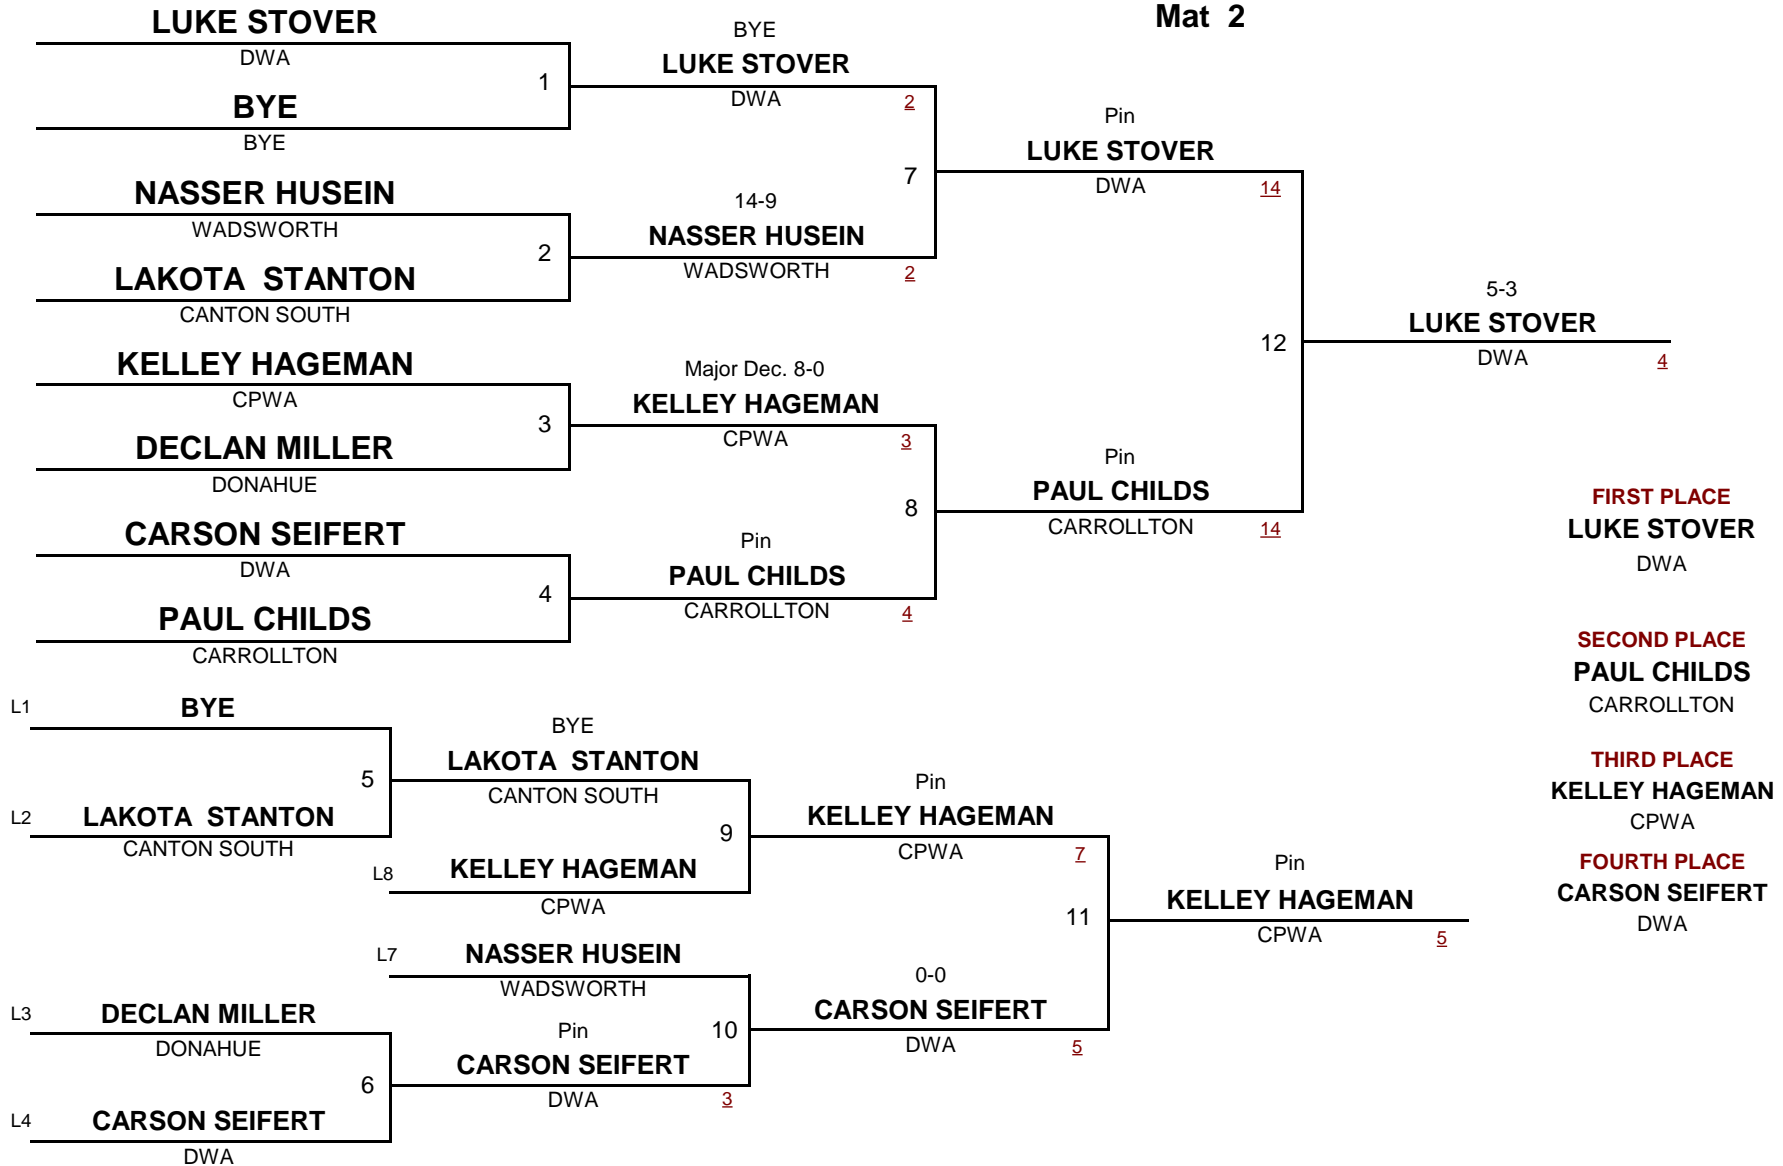 Mat 2
LUKE STOVER
DWA
1
BYE
BYE
BYE
LUKE STOVER
DWA
2
NASSER HUSEIN
WADSWORTH
2
LAKOTA STANTON
CANTON SOUTH
14-9
NASSER HUSEIN
WADSWORTH
2
7
Pin
LUKE STOVER
DWA
14
KELLEY HAGEMAN
CPWA
3
DECLAN MILLER
DONAHUE
Major Dec. 8-0
KELLEY HAGEMAN
CPWA
3
CARSON SEIFERT
DWA
4
PAUL CHILDS
CARROLLTON
Pin
PAUL CHILDS
CARROLLTON
4
8
Pin
PAUL CHILDS
CARROLLTON
14
12
5-3
LUKE STOVER
DWA
4
FIRST PLACE
LUKE STOVER
DWA
SECOND PLACE
PAUL CHILDS
CARROLLTON
THIRD PLACE
KELLEY HAGEMAN
CPWA
FOURTH PLACE
CARSON SEIFERT
DWA
L1
BYE
5
L2
LAKOTA STANTON
CANTON SOUTH
BYE
LAKOTA STANTON
CANTON SOUTH
9
L8
KELLEY HAGEMAN
CPWA
Pin
KELLEY HAGEMAN
CPWA
7
L7
NASSER HUSEIN
WADSWORTH
10
L3
DECLAN MILLER
DONAHUE
6
L4
CARSON SEIFERT
DWA
Pin
CARSON SEIFERT
DWA
3
0-0
CARSON SEIFERT
DWA
5
11
Pin
KELLEY HAGEMAN
CPWA
5